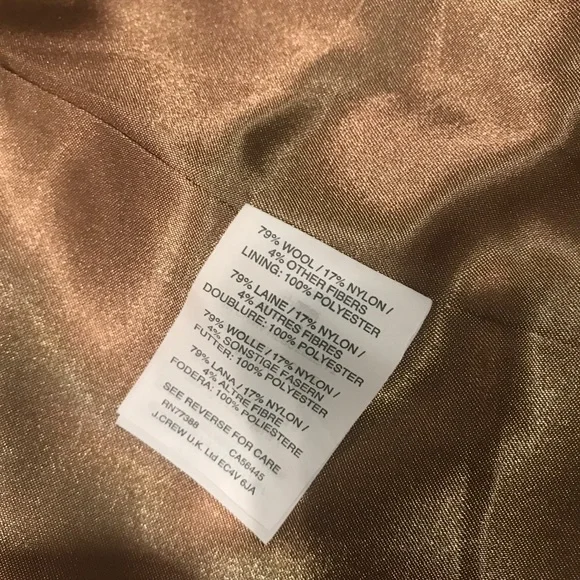 79% WOOL / 17% NYLON /
4% OTHER FIBERS
LINING: 100% POLYESTER
79% LAINE / 17% NYLON /
4% AUTRES FIBRES
DOUBLURE: 100% POLYESTER
79% WOLLE / 17% NYLON /
4% SONSTIGE FASERN
FUTTER: 100% POLYESTER
79% LANA / 17% NYLON /
4% ALTRE FIBRE
FODERA: 100% POLIESTERE
SEE REVERSE FOR CARE
RN77388 CA56445
J.CREW U.K. Ltd EC4V 6JA